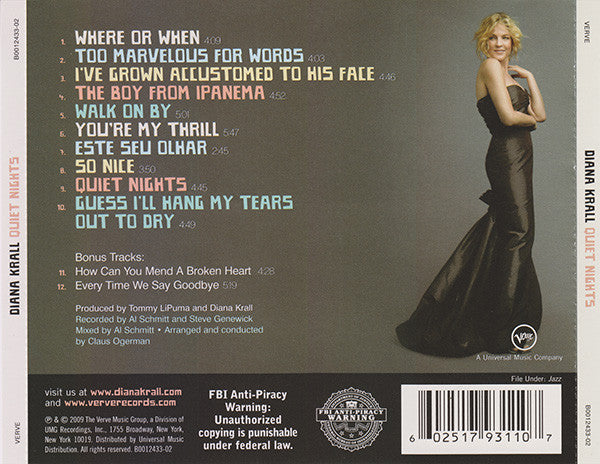 B0012433-02
VERVE
DIANA KRALL QUIET NIGHTS
1. WHERE OR WHEN 4:09
2. TOO MARVELOUS FOR WORDS 4:03
3. I'VE GROWN ACCUSTOMED TO HIS FACE 4:46
4. THE BOY FROM IPANEMA 4:52
5. WALK ON BY 5:01
6. YOU'RE MY THRILL 5:47
7. ESTE SEU OLHAR 2:45
8. SO NICE 3:50
9. QUIET NIGHTS 4:45
10. GUESS I'LL HANG MY TEARS
OUT TO DRY 4:49
Bonus Tracks:
11. How Can You Mend A Broken Heart 4:28
12. Every Time We Say Goodbye 5:19
Produced by Tommy LiPuma and Diana Krall
Recorded by Al Schmitt and Steve Genewick
Mixed by Al Schmitt • Arranged and conducted
by Claus Ogerman
VERVE
A Universal Music Company
File Under: Jazz
visit us at www.dianakrall.com
and www.ververecords.com
℗ & © 2009 The Verve Music Group, a Division of
UMG Recordings, Inc., 1755 Broadway, New York,
New York 10019. Distributed by Universal Music
Distribution. All Rights Reserved. B0012433-02
FBI Anti-Piracy
Warning:
Unauthorized
copying is punishable
under federal law.
FBI ANTI-PIRACY
WARNING
6 02517 93110 7
VERVE
DIANA KRALL QUIET NIGHTS
B0012433-02